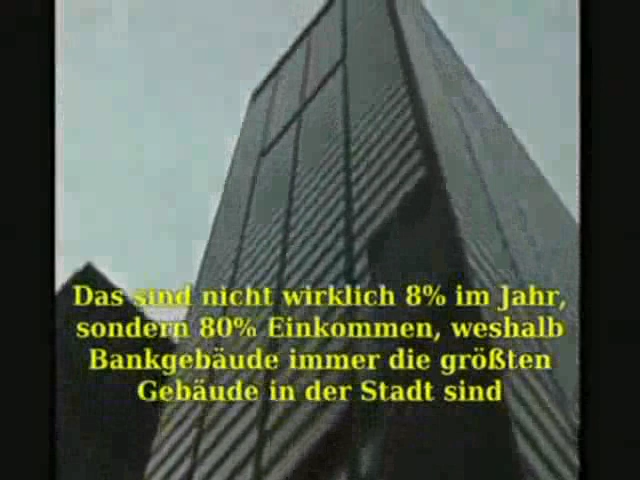 Das sind nicht wirklich 8% im Jahr,
sondern 80% Einkommen, weshalb
Bankgebäude immer die größten
Gebäude in der Stadt sind